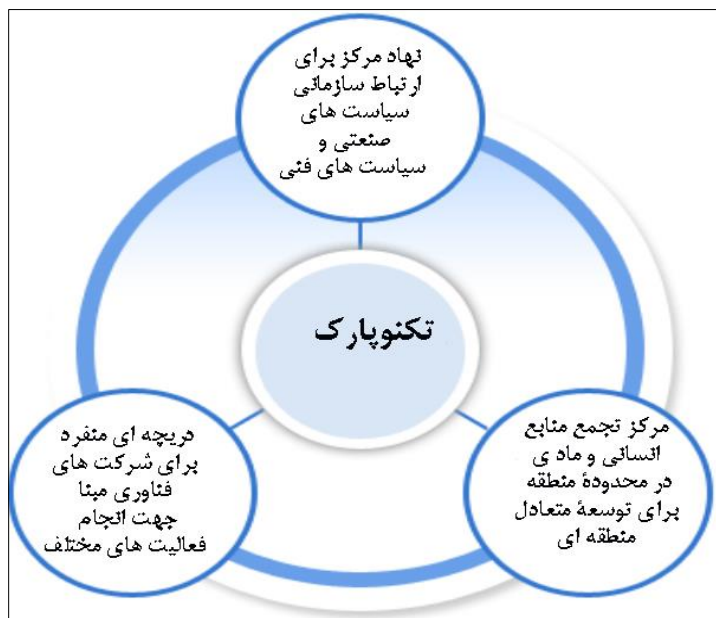 نهاد مرکز برای
ارتباط سازمانی
سیاست های
صنعتی و
سیاست های فنی
تکنوپارک
مرکز تجمع منابع
انسانی و ماد ی
در محدودهٔ منطقه
برای توسعهٔ متعادل
منطقه ای
دریچه ای منفرد
برای شرکت های
فناوری مبنا
جهت انجام
فعالیت های مختلف